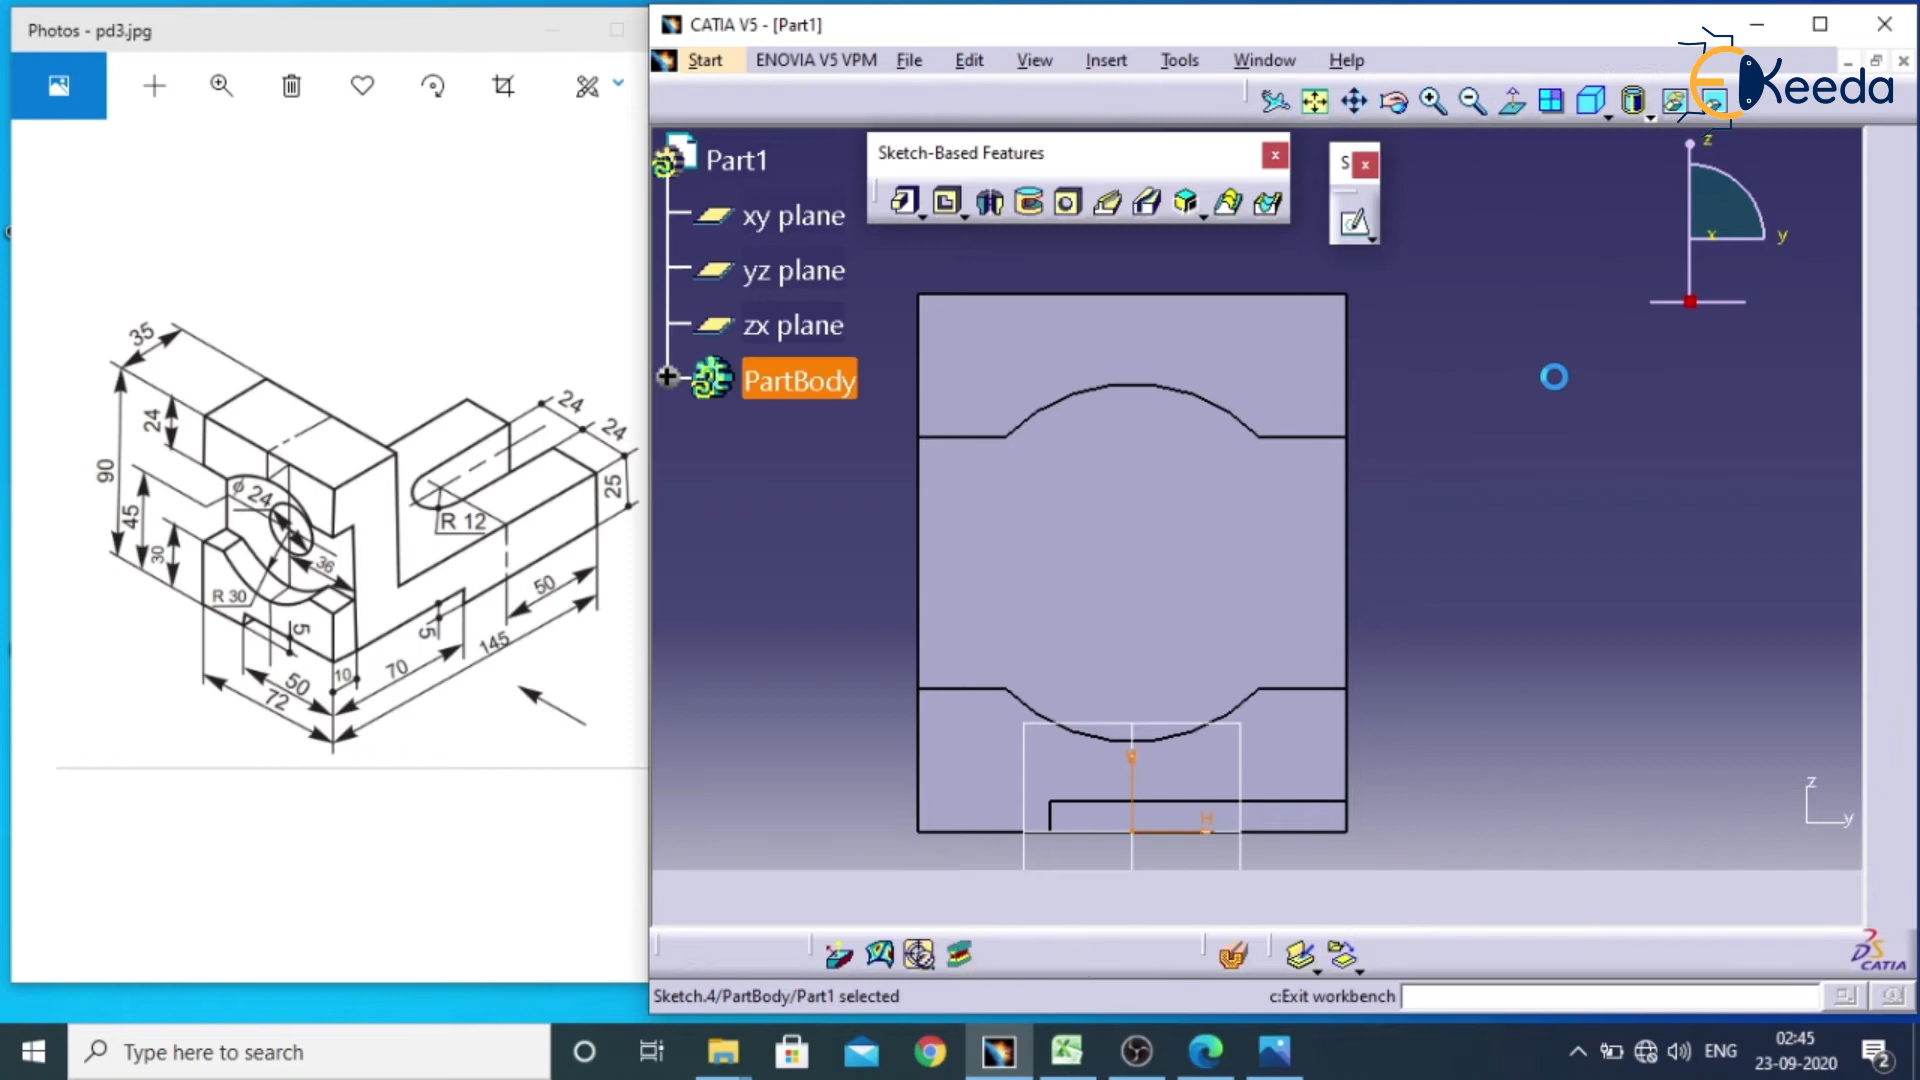 Photos - pd3.jpg
CATIA V5 - [Part1]
Start ENOVIA V5 VPM File Edit View Insert Tools Window Help
EKeeda
Part1
xy plane
yz plane
zx plane
PartBody
Sketch-Based Features
S
z
x
y
V
H
z
y
35
24
90
45
30
φ 24
R 30
36
5
50
72
10
24
24
25
R 12
50
5
145
70
DS CATIA
Sketch.4/PartBody/Part1 selected
c:Exit workbench
Type here to search
ENG
02:45
23-09-2020
2